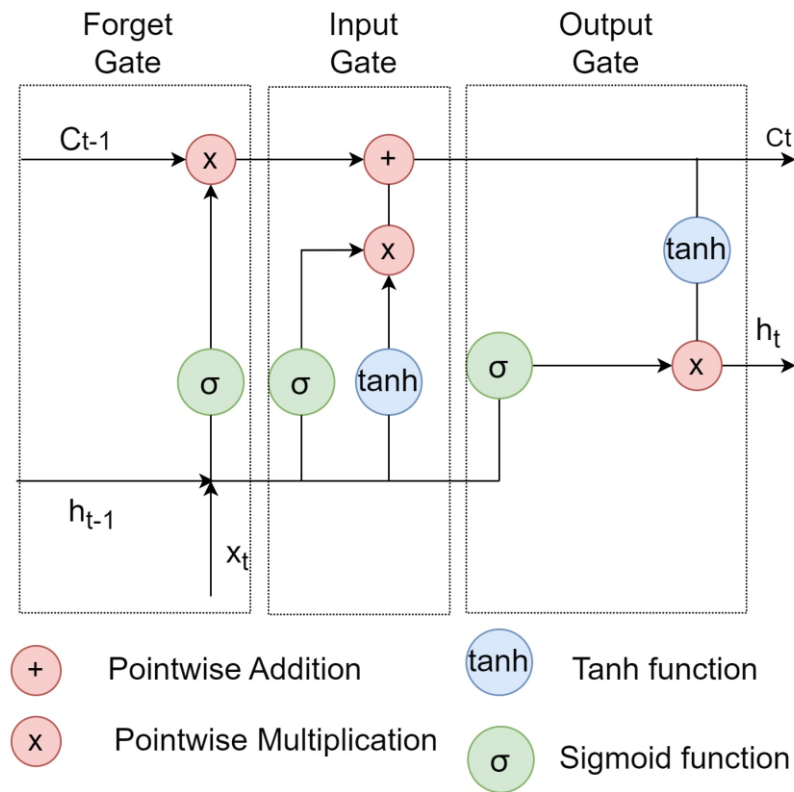 Forget
Gate
Input
Gate
Output
Gate
Ct-1
x
+
Ct
x
tanh
σ
σ
tanh
σ
x
ht
ht-1
xt
+
Pointwise Addition
tanh
Tanh function
x
Pointwise Multiplication
σ
Sigmoid function